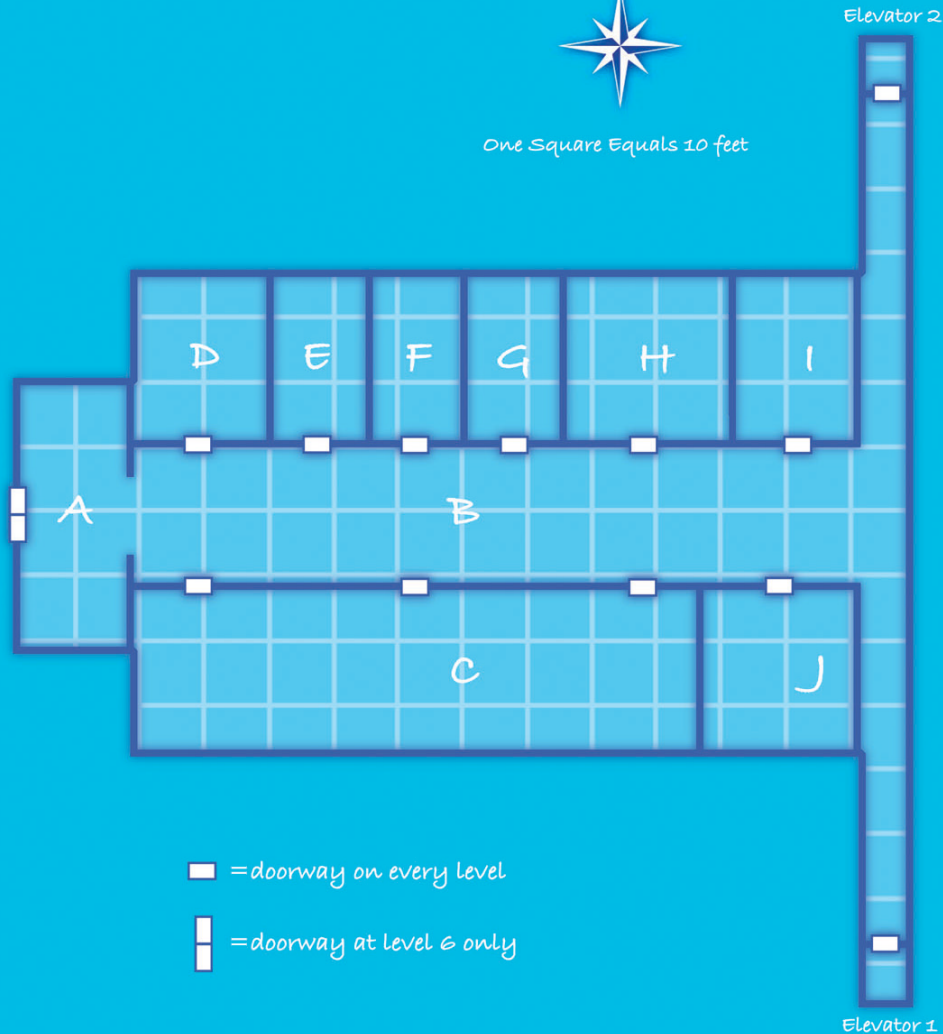 Elevator 2
One Square Equals 10 feet
D
E
F
G
H
I
A
B
C
J
=doorway on every level
=doorway at level 6 only
Elevator 1